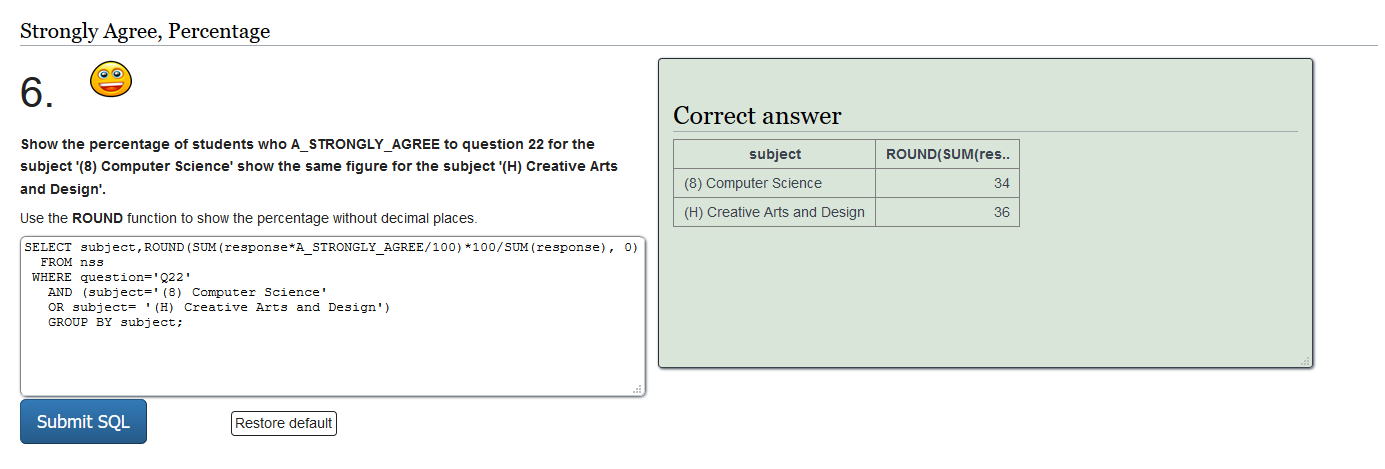 Strongly Agree, Percentage
6.
Show the percentage of students who A_STRONGLY_AGREE to question 22 for the
subject '(8) Computer Science' show the same figure for the subject '(H) Creative Arts
and Design'.
Use the ROUND function to show the percentage without decimal places.
SELECT subject,ROUND(SUM(response*A_STRONGLY_AGREE/100)*100/SUM(response), 0)
FROM nss
WHERE question='Q22'
AND (subject='(8) Computer Science'
OR subject= '(H) Creative Arts and Design')
GROUP BY subject;
Submit SQL
Restore default
Correct answer
subject ROUND(SUM(res..
(8) Computer Science 34
(H) Creative Arts and Design 36